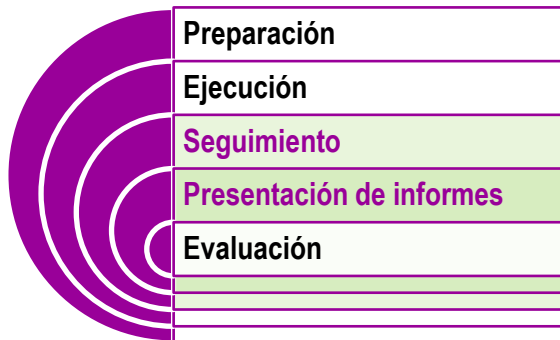 Preparación
Ejecución
Seguimiento
Presentación de informes
Evaluación